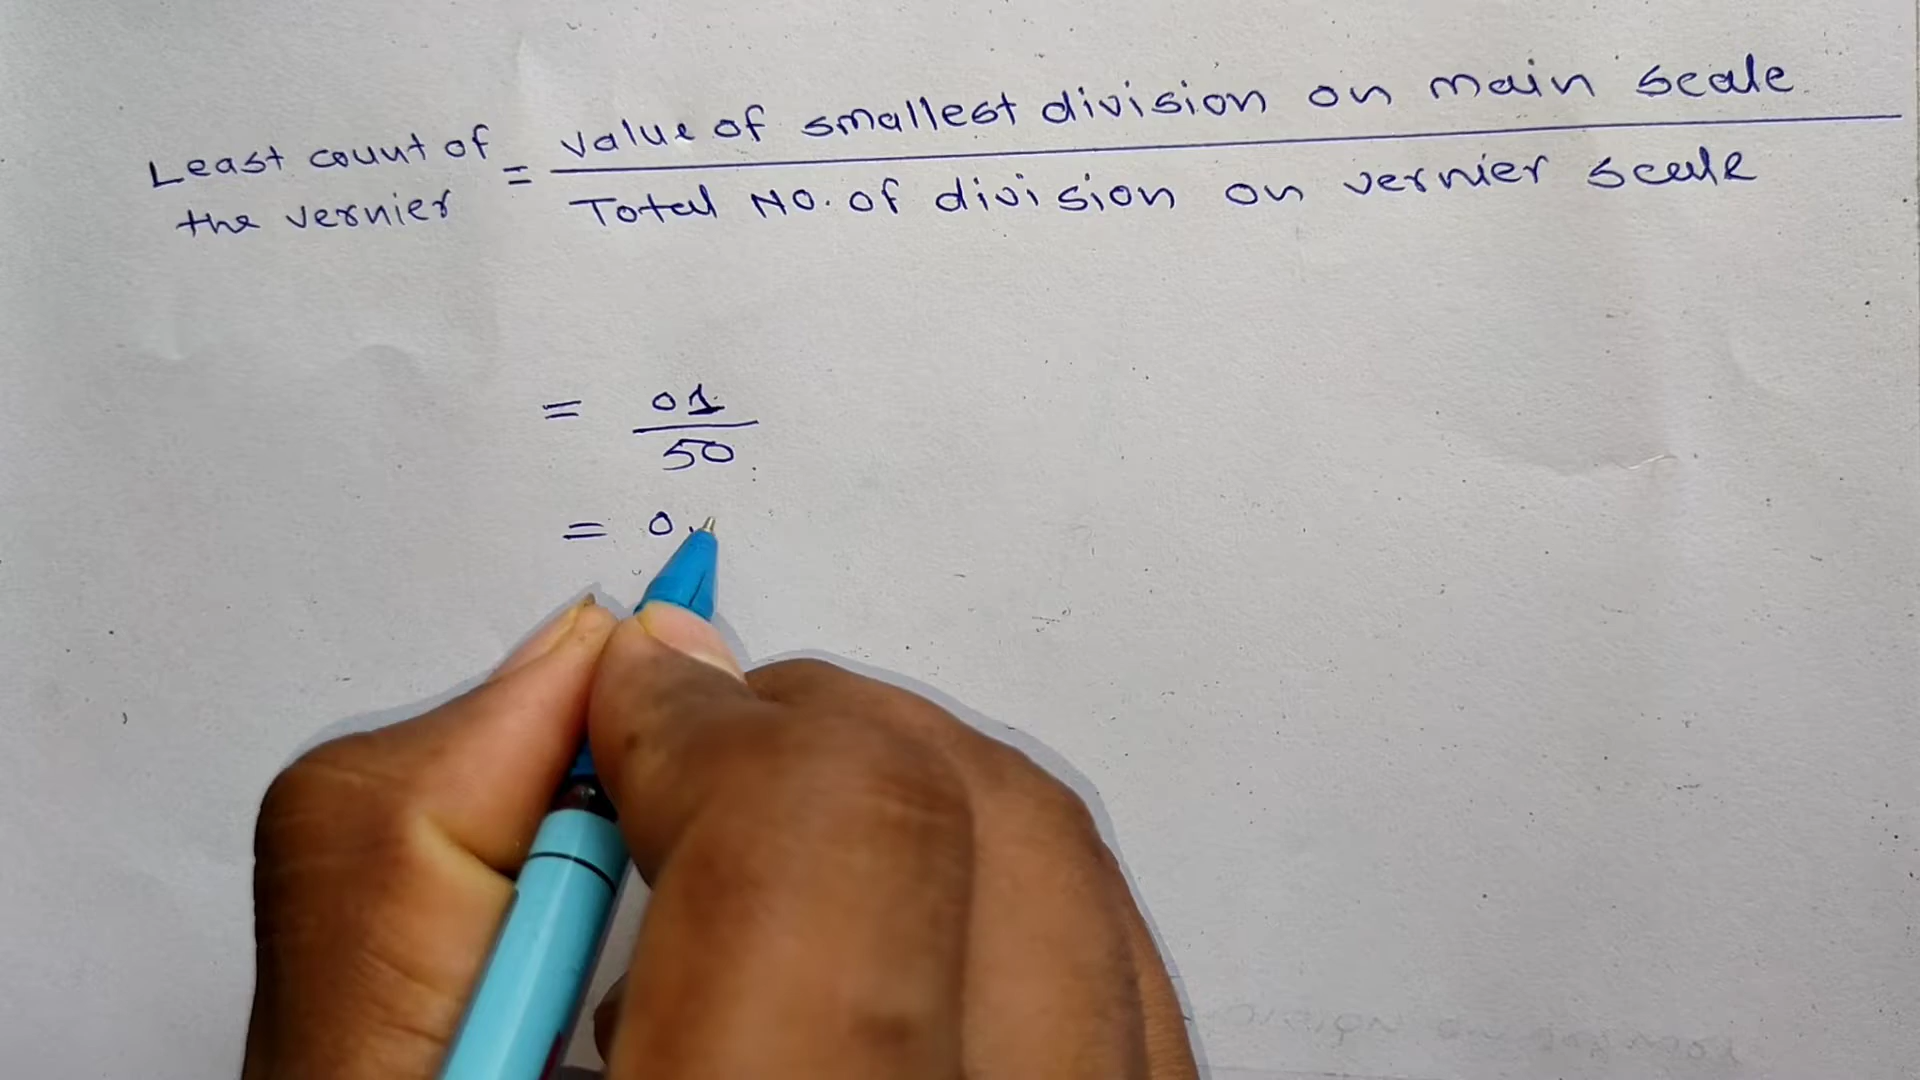 Least count of
the vernier
= value of smallest division on main scale
Total NO. of division on vernier scale
= 01
50
= 0.